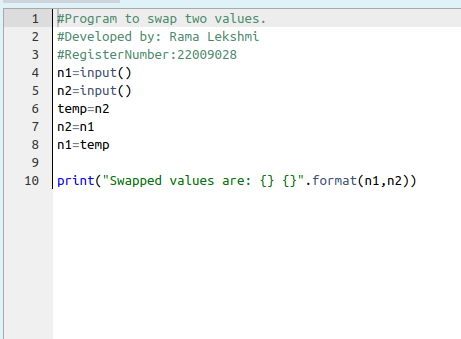 1 #Program to swap two values.
2 #Developed by: Rama Lekshmi
3 #RegisterNumber:22009028
4 n1=input()
5 n2=input()
6 temp=n2
7 n2=n1
8 n1=temp
9
10 print("Swapped values are: {} {}".format(n1,n2))